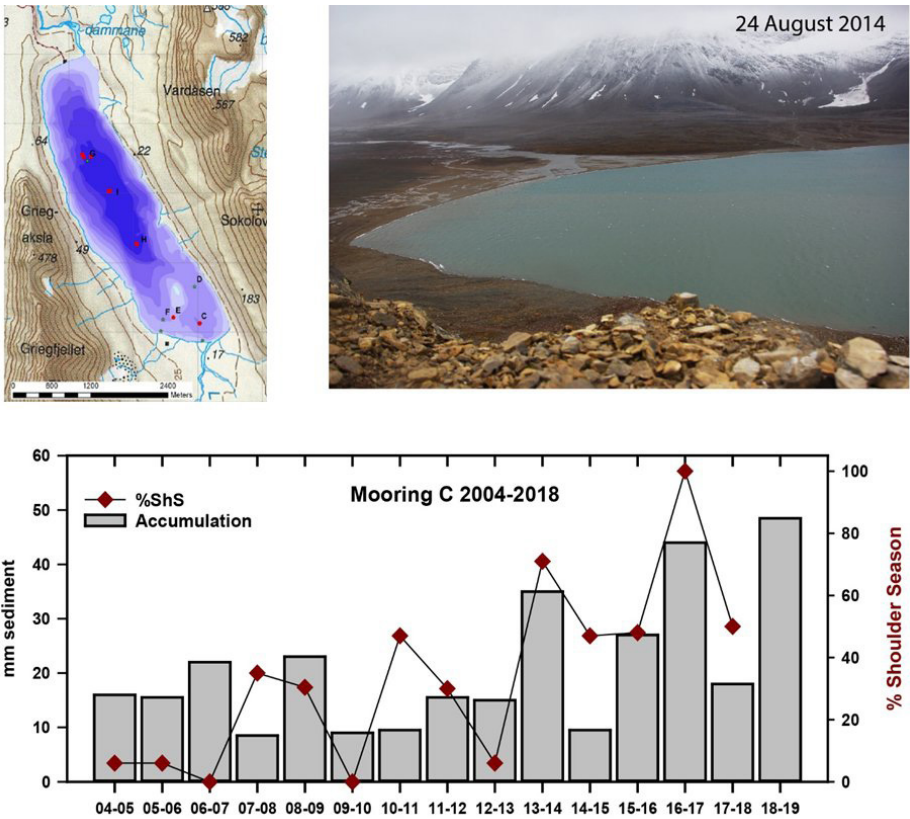 dammane
582
Vardåsen
567
64
22
G
I
Gneg-
aksla
478
49
H
Sokolov
D
183
F E C
Griegfjellet
17
25
0 600 1200 2400
Meters
24 August 2014
Mooring C 2004-2018
%ShS
Accumulation
mm sediment
60
50
40
30
20
10
0
% Shoulder Season
100
80
60
40
20
0
04-05 05-06 06-07 07-08 08-09 09-10 10-11 11-12 12-13 13-14 14-15 15-16 16-17 17-18 18-19